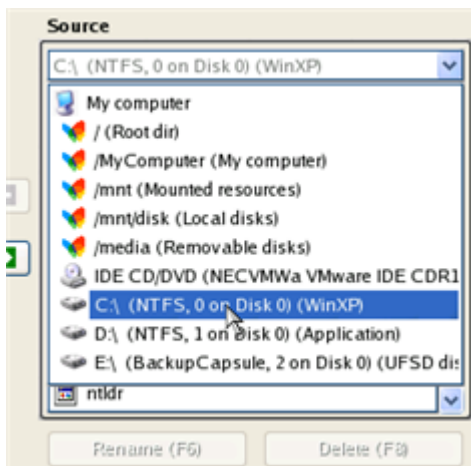 Source
C:\ (NTFS, 0 on Disk 0) (WinXP)
My computer
/ (Root dir)
/MyComputer (My computer)
/mnt (Mounted resources)
/mnt/disk (Local disks)
/media (Removable disks)
IDE CD/DVD (NECVMWa VMware IDE CDR1
C:\ (NTFS, 0 on Disk 0) (WinXP)
D:\ (NTFS, 1 on Disk 0) (Application)
E:\ (BackupCapsule, 2 on Disk 0) (UFSD dis
ntldr
Rename (F6) Delete (F8)